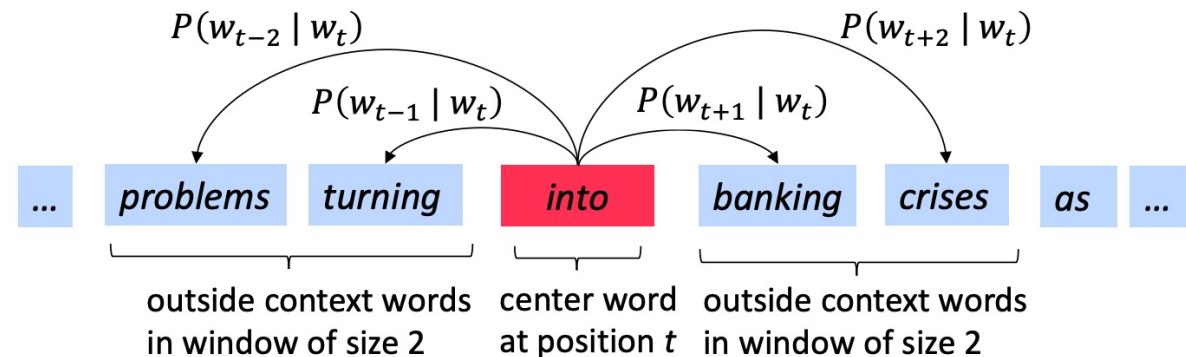 P(w_{t−2} | w_t) P(w_{t+2} | w_t)
P(w_{t−1} | w_t) P(w_{t+1} | w_t)
... problems turning into banking crises as ...
outside context words center word outside context words
in window of size 2 at position t in window of size 2